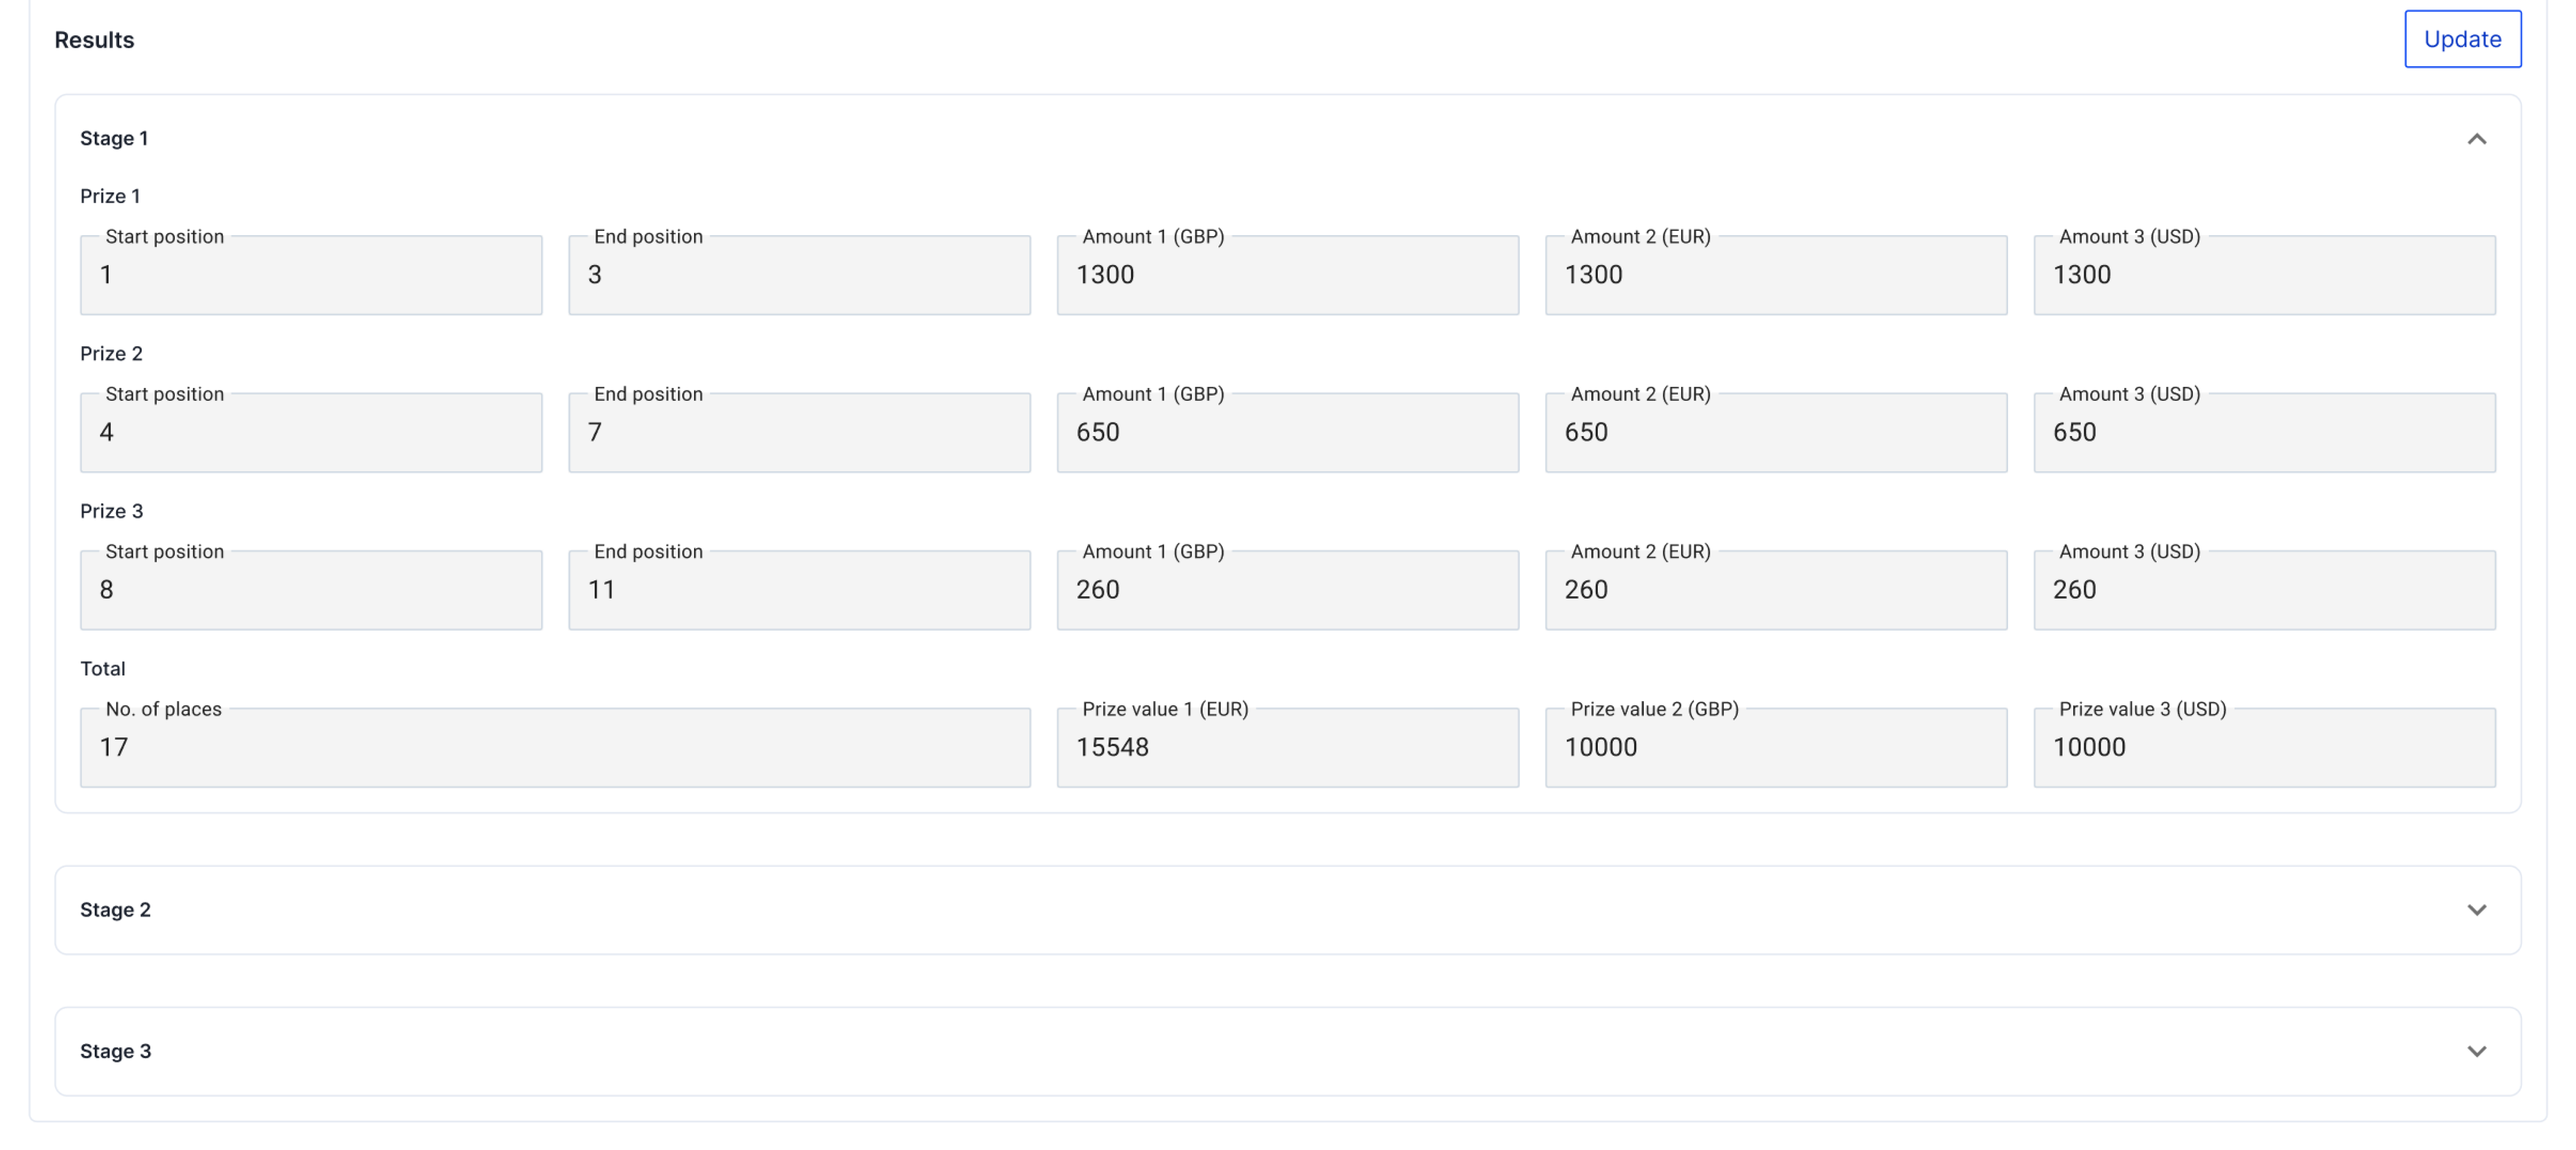 Results
Update
Stage 1
Prize 1
Start position End position Amount 1 (GBP) Amount 2 (EUR) Amount 3 (USD)
1 3 1300 1300 1300
Prize 2
Start position End position Amount 1 (GBP) Amount 2 (EUR) Amount 3 (USD)
4 7 650 650 650
Prize 3
Start position End position Amount 1 (GBP) Amount 2 (EUR) Amount 3 (USD)
8 11 260 260 260
Total
No. of places Prize value 1 (EUR) Prize value 2 (GBP) Prize value 3 (USD)
17 15548 10000 10000
Stage 2
Stage 3